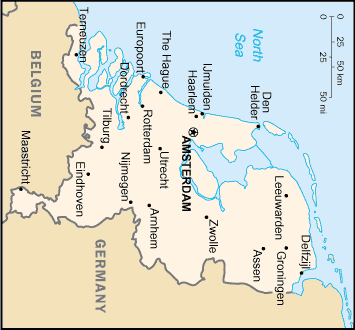 0 25 50 km
0 25 50 mi
North
Sea
Den
Helder
Leeuwarden
Groningen
Delfzijl
Assen
IJmuiden
Haarlem
AMSTERDAM
Zwolle
The Hague
Utrecht
Arnhem
Europoort
Rotterdam
Nijmegen
Dordrecht
Tilburg
Eindhoven
Terneuzen
Maastricht
BELGIUM
GERMANY